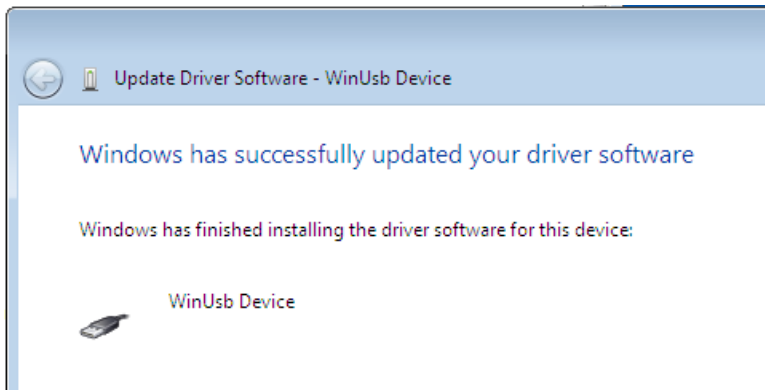 Update Driver Software - WinUsb Device
Windows has successfully updated your driver software
Windows has finished installing the driver software for this device:
WinUsb Device